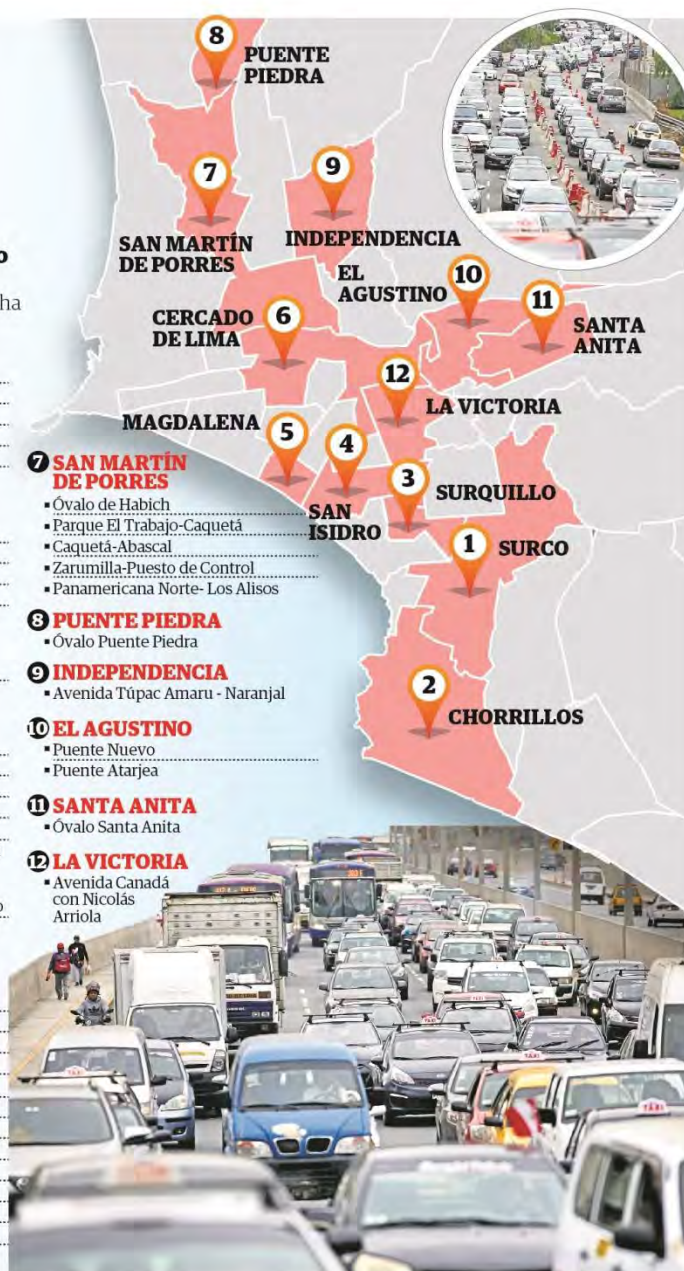 8
PUENTE
PIEDRA
7
9
SAN MARTÍN
DE PORRES
INDEPENDENCIA
EL
AGUSTINO
10
11
SANTA
ANITA
o
ha
CERCADO
DE LIMA
6
12
LA VICTORIA
MAGDALENA
5
4
SAN
ISIDRO
3
SURQUILLO
1
SURCO
2
CHORRILLOS
7 SAN MARTÍN
DE PORRES
▪ Óvalo de Habich
▪ Parque El Trabajo-Caquetá
▪ Caquetá-Abascal
▪ Zarumilla-Puesto de Control
▪ Panamericana Norte- Los Alisos
8 PUENTE PIEDRA
▪ Óvalo Puente Piedra
9 INDEPENDENCIA
▪ Avenida Túpac Amaru - Naranjal
10 EL AGUSTINO
▪ Puente Nuevo
▪ Puente Atarjea
11 SANTA ANITA
▪ Óvalo Santa Anita
12 LA VICTORIA
▪ Avenida Canadá
con Nicolás
Arriola
TAXI
TAXI